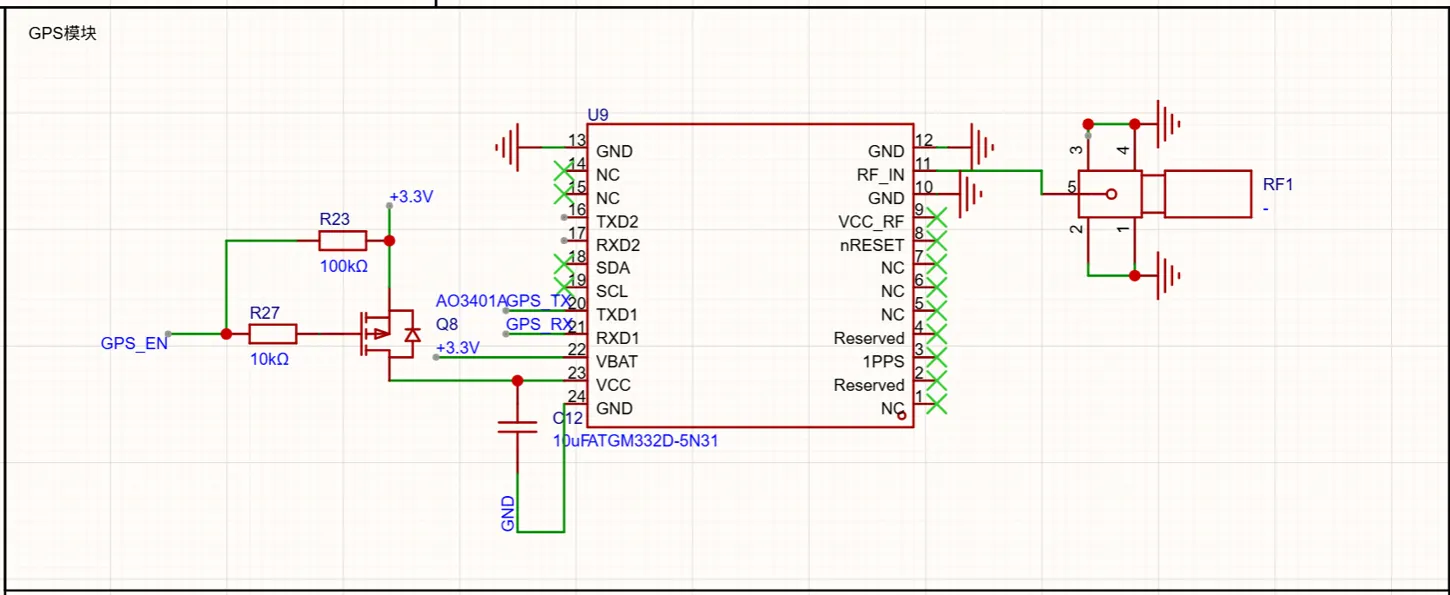 GPS模块
U9
13
GND
14
NC
15
NC
16
TXD2
17
RXD2
18
SDA
19
SCL
20
TXD1
21
RXD1
22
VBAT
23
VCC
24
GND
12
GND
11
RF_IN
10
GND
9
VCC_RF
8
nRESET
7
NC
6
NC
5
NC
4
Reserved
3
1PPS
2
Reserved
1
NC
ATGM332D-5N31
+3.3V
R23
100kΩ
R27
10kΩ
GPS_EN
AO3401A
Q8
GPS_TX
GPS_RX
+3.3V
C12
10uF
GND
3
4
5
2
1
RF1
-